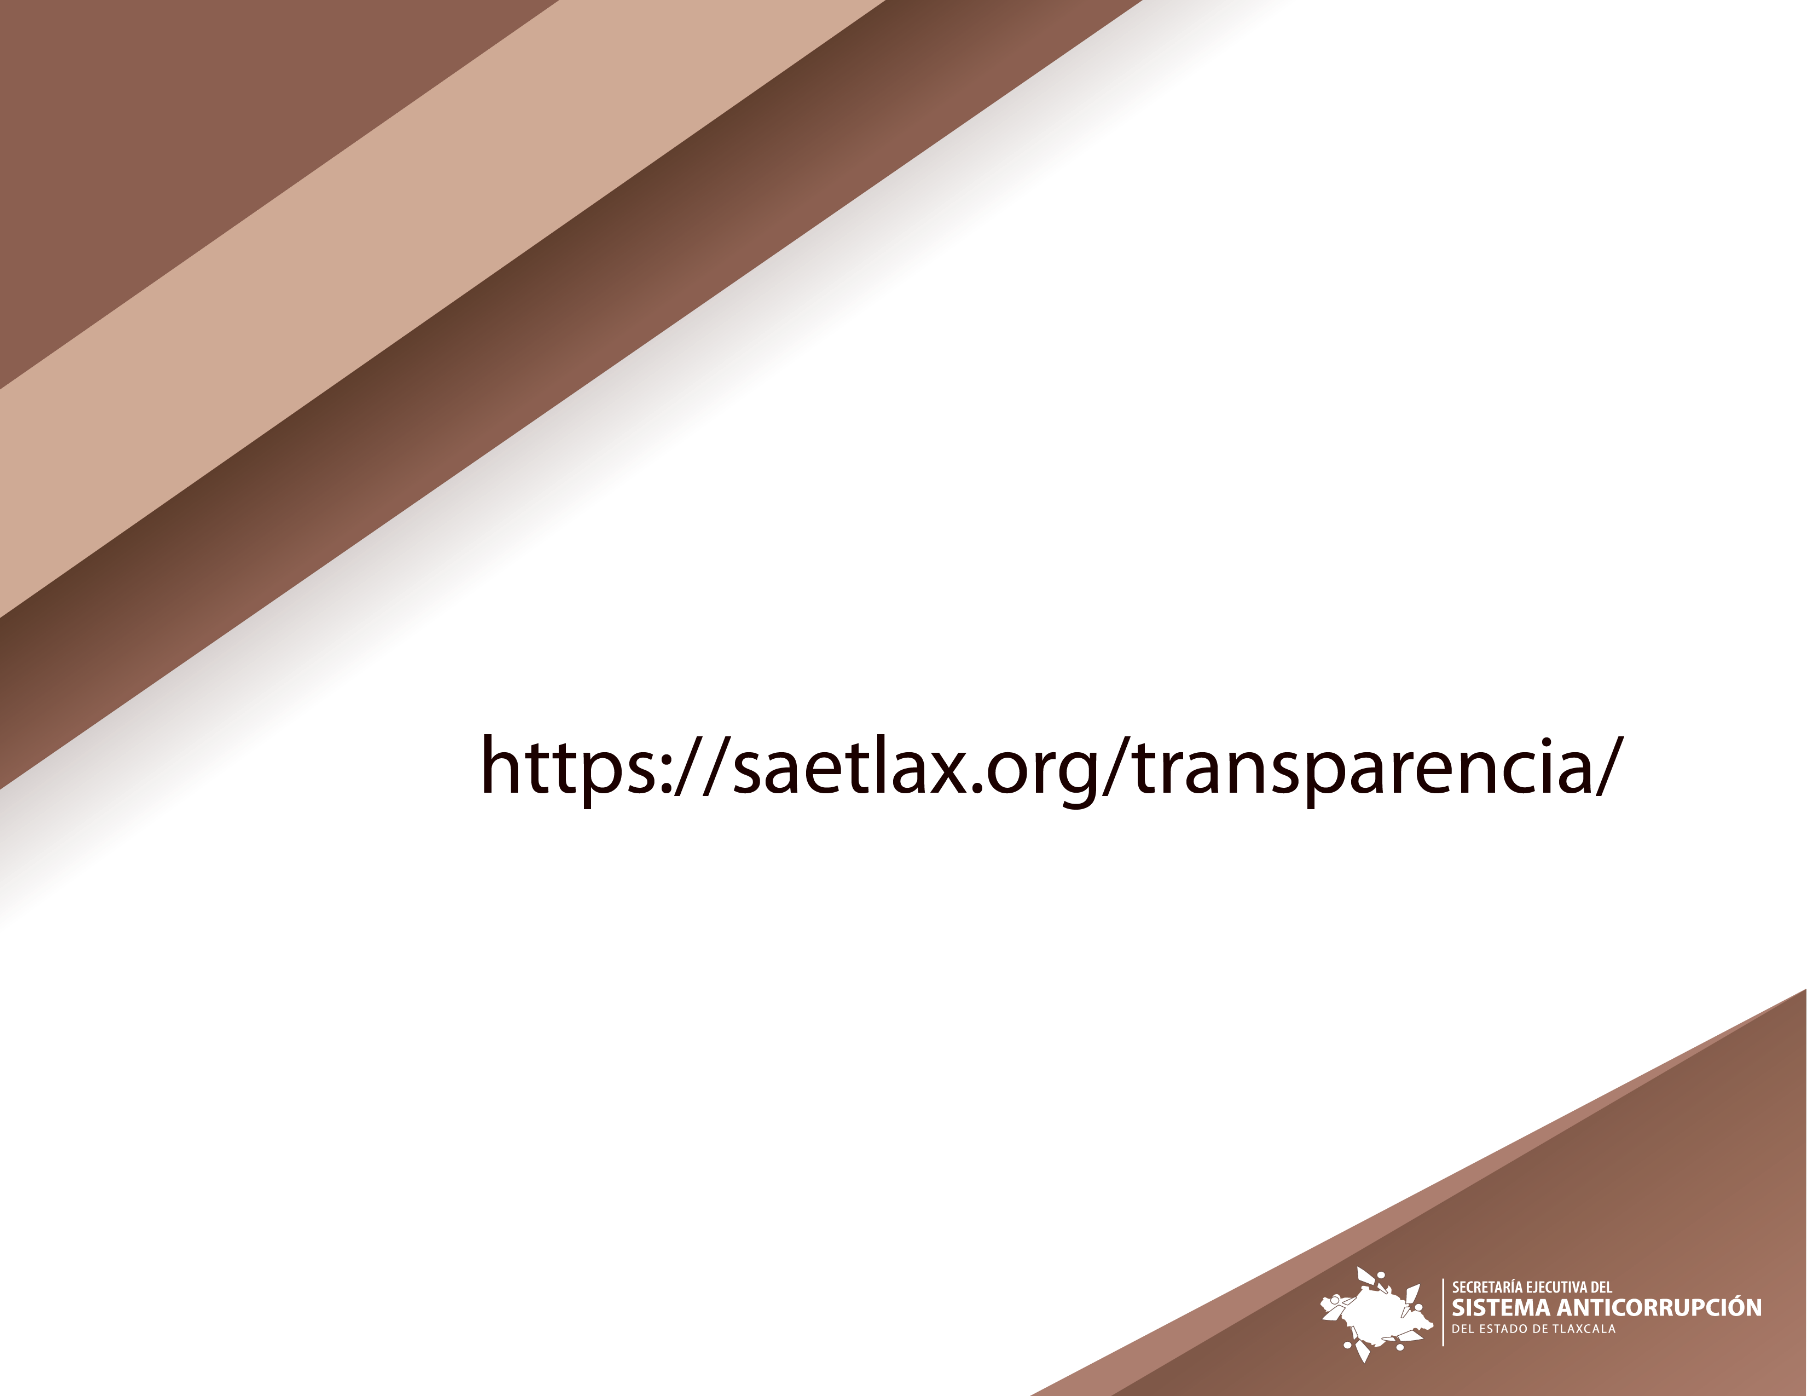 https://saetlax.org/transparencia/
SECRETARÍA EJECUTIVA DEL
SISTEMA ANTICORRUPCIÓN
DEL ESTADO DE TLAXCALA